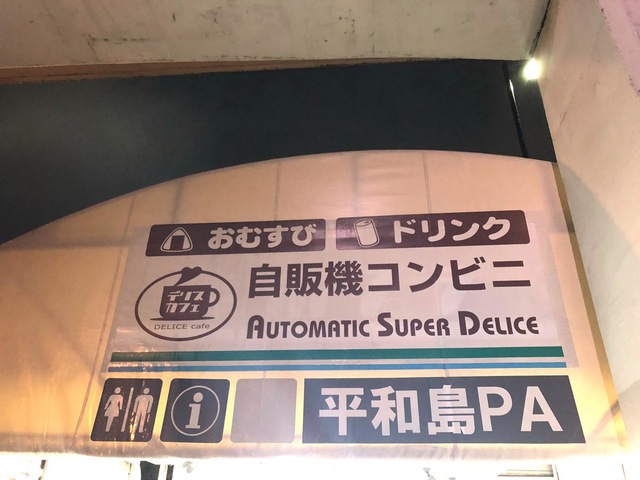 おむすび ドリンク
自販機コンビニ
デリス
カフェ
DELICE cafe
AUTOMATIC SUPER DELICE
i
平和島PA